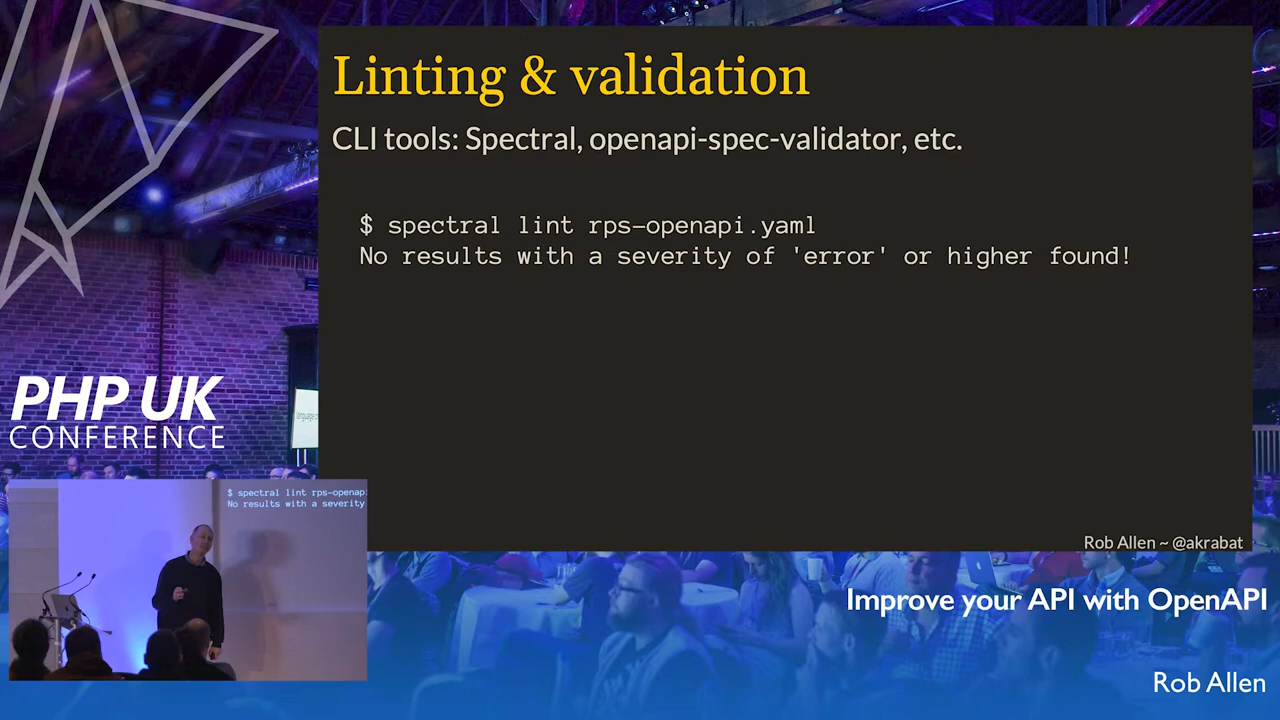 Linting & validation
CLI tools: Spectral, openapi-spec-validator, etc.
$ spectral lint rps-openapi.yaml
No results with a severity of 'error' or higher found!
Rob Allen ~ @akrabat
PHP UK
CONFERENCE
$ spectral lint rps-openap
No results with a severity
Improve your API with OpenAPI
Rob Allen